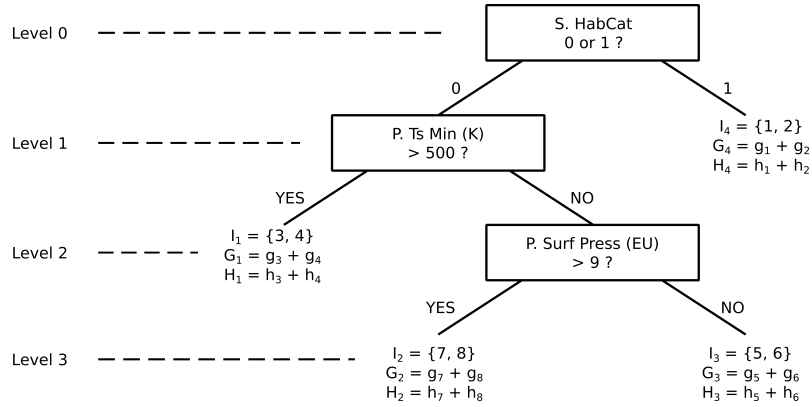 Level 0
S. HabCat
0 or 1 ?
0
1
Level 1
P. Ts Min (K)
> 500 ?
I₄ = {1, 2}
G₄ = g₁ + g₂
H₄ = h₁ + h₂
YES
NO
Level 2
I₁ = {3, 4}
G₁ = g₃ + g₄
H₁ = h₃ + h₄
P. Surf Press (EU)
> 9 ?
YES
NO
Level 3
I₂ = {7, 8}
G₂ = g₇ + g₈
H₂ = h₇ + h₈
I₃ = {5, 6}
G₃ = g₅ + g₆
H₃ = h₅ + h₆